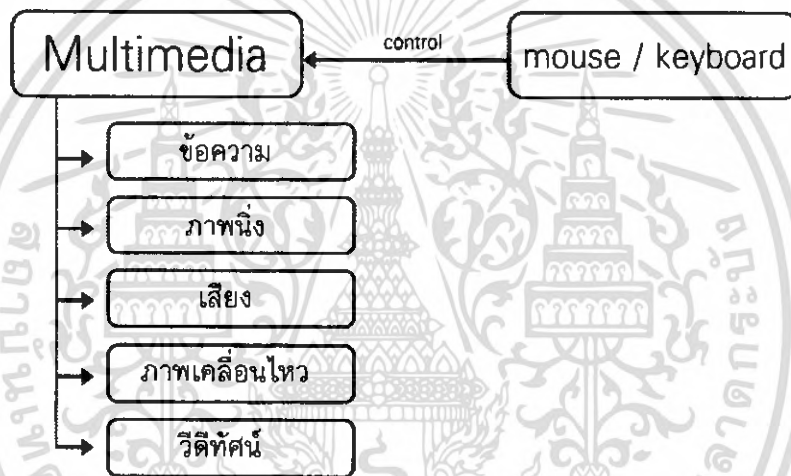 Multimedia
control
mouse / keyboard
ข้อความ
ภาพนิ่ง
เสียง
ภาพเคลื่อนไหว
วีดีทัศน์